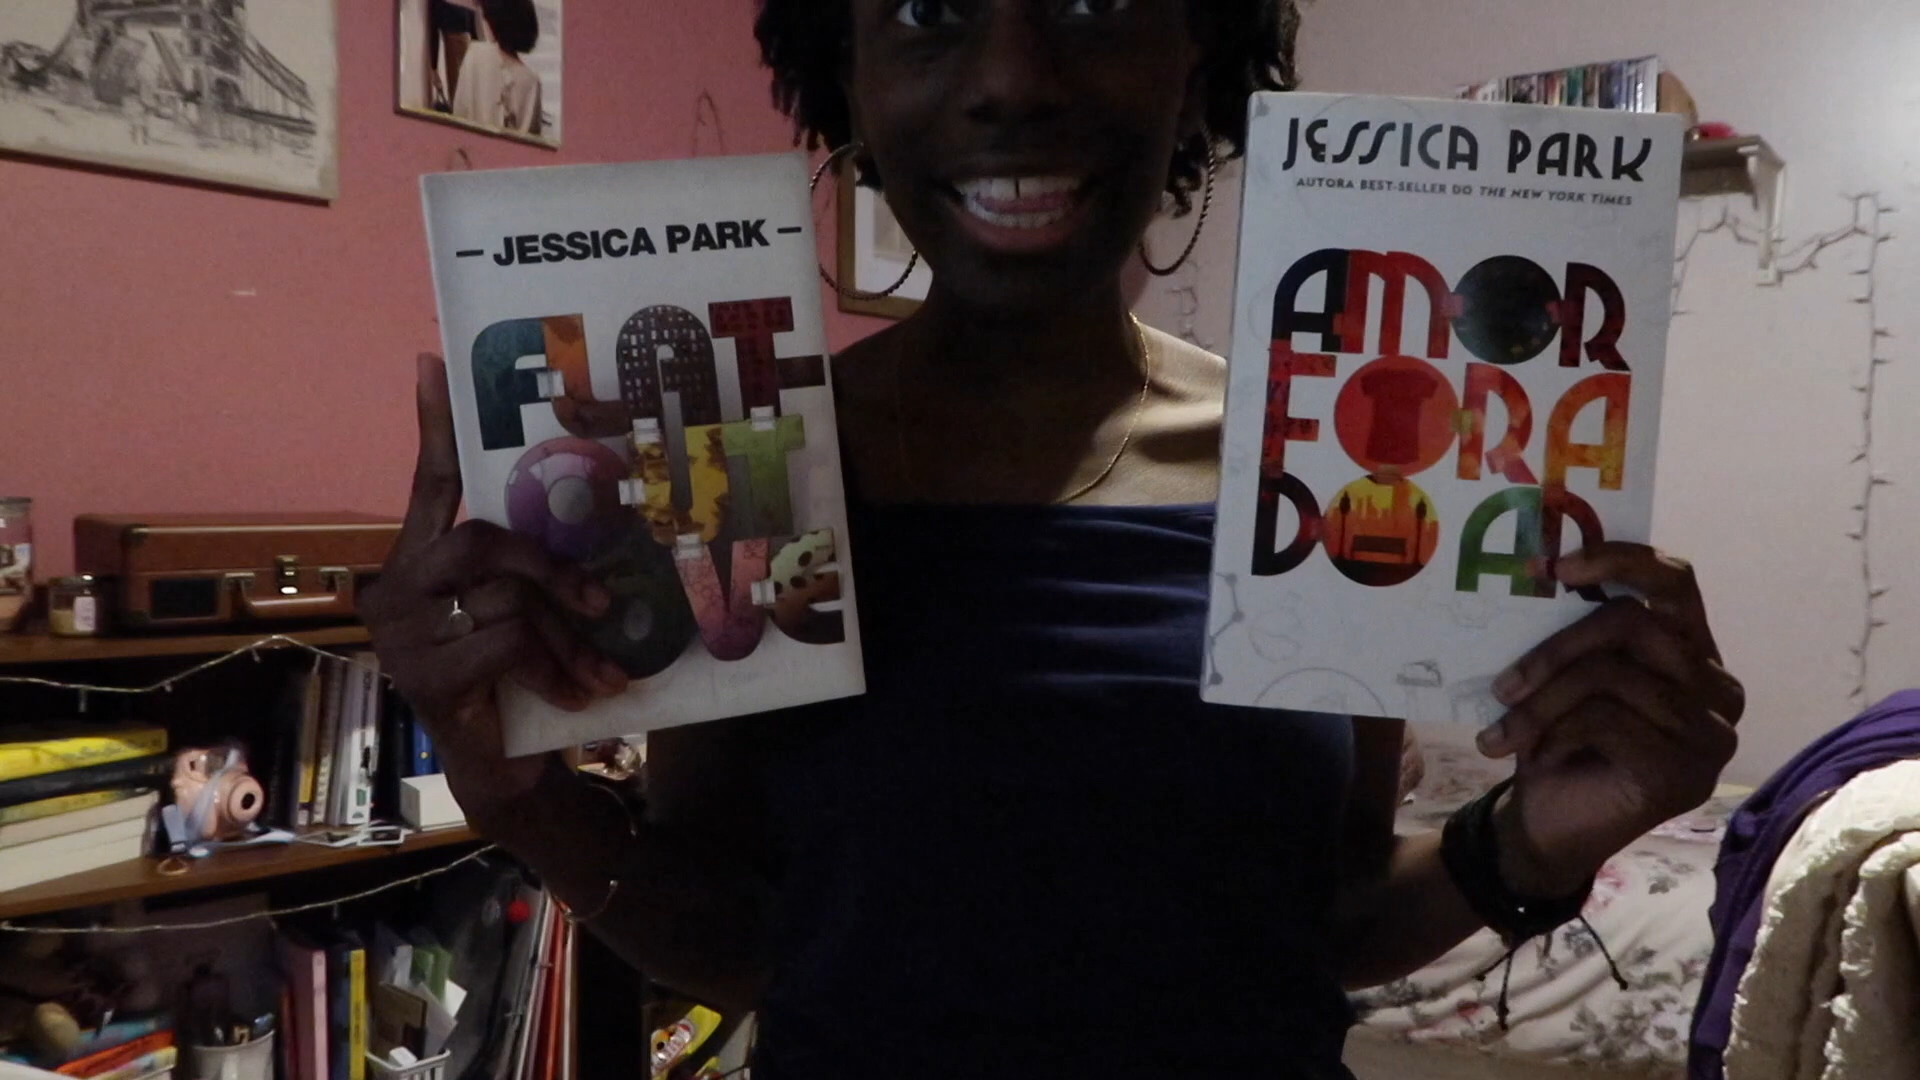 — JESSICA PARK —
FLAT-
OUT
LOVE
JESSICA PARK
AUTORA BEST-SELLER DO THE NEW YORK TIMES
AMOR
FORA
DO AR